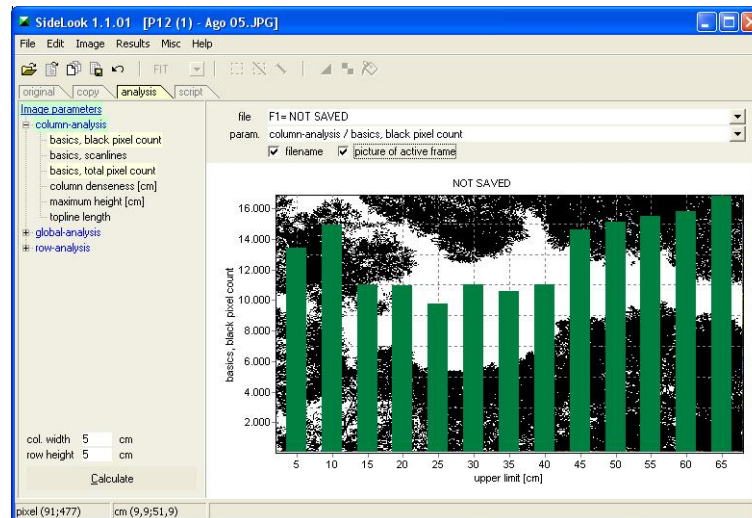 SideLook 1.1.01 [P12 (1) - Ago 05.JPG]
File Edit Image Results Misc Help
FIT
original copy analysis script
Image parameters
column-analysis
basics, black pixel count
basics, scanlines
basics, total pixel count
column denseness [cm]
maximum height [cm]
topline length
global-analysis
row-analysis
col. width 5 cm
row height 5 cm
Calculate
file F1= NOT SAVED
param. column-analysis / basics, black pixel count
filename picture of active frame
NOT SAVED
basics, black pixel count
16.000
14.000
12.000
10.000
8.000
6.000
4.000
2.000
5 10 15 20 25 30 35 40 45 50 55 60 65
upper limit [cm]
pixel (91;477) cm (9,9;51,9)